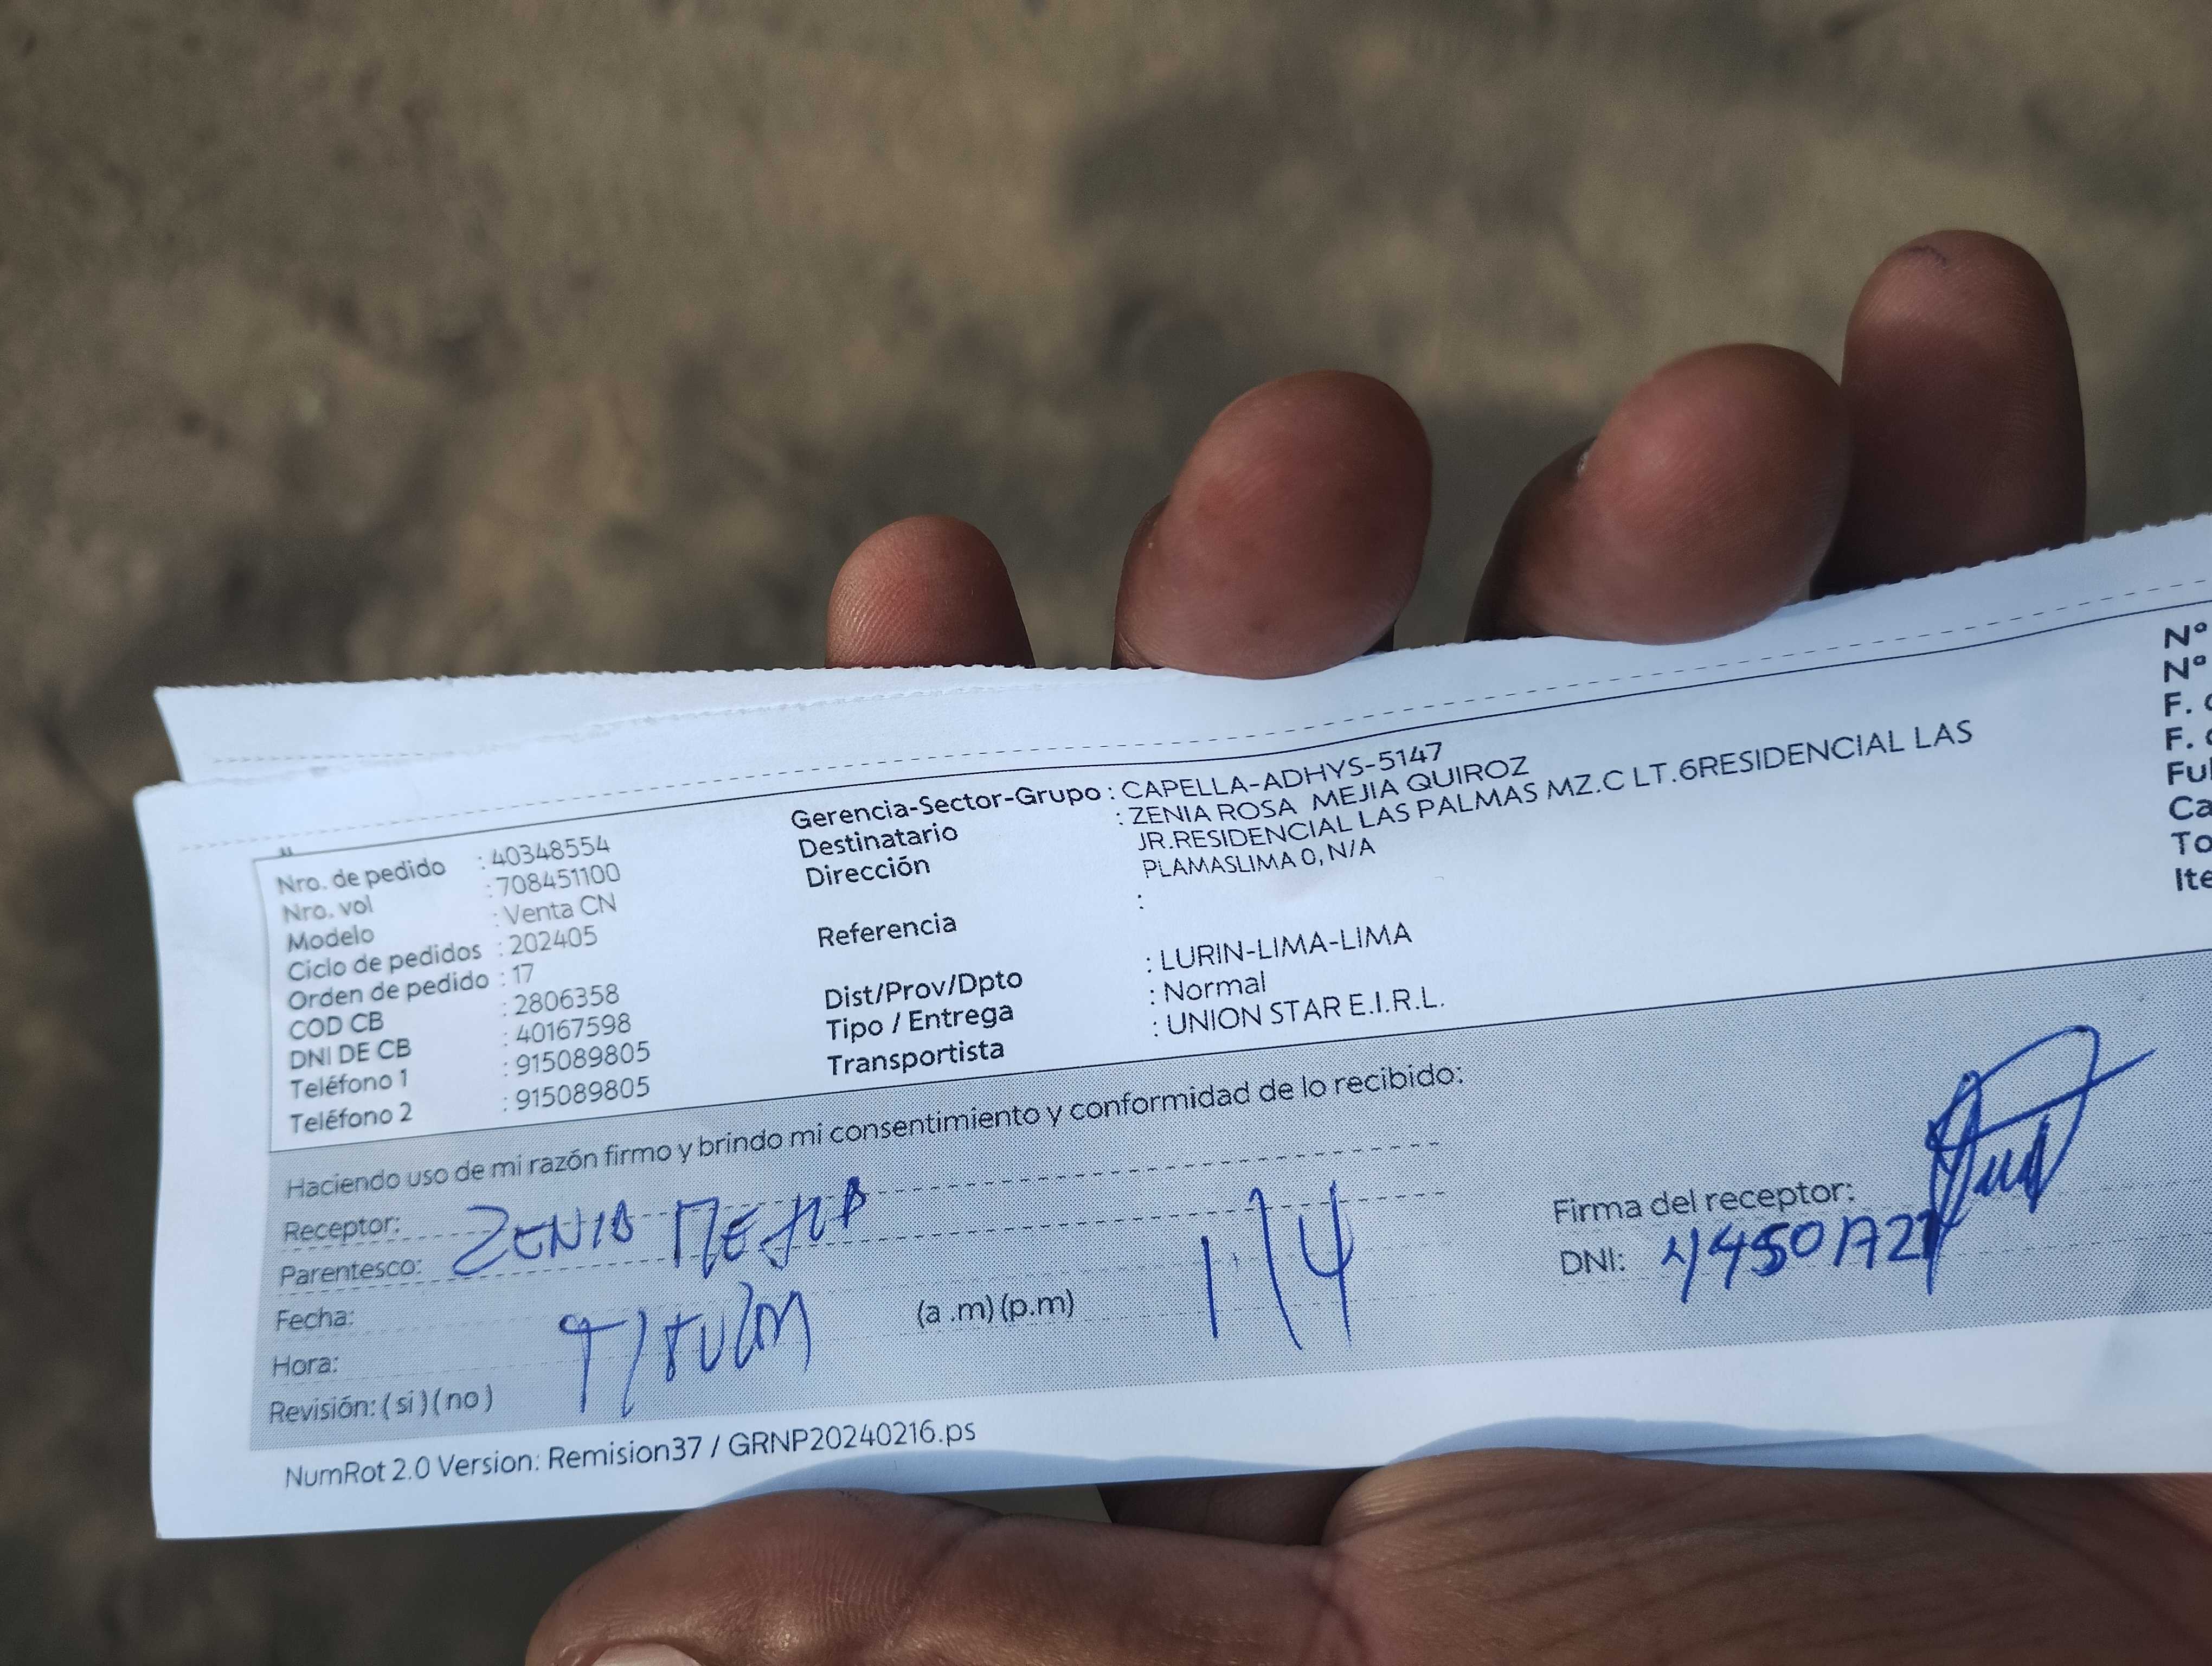 Nro. de pedido : 40348554
Nro. vol : 708451100
Modelo : Venta CN
Ciclo de pedidos : 202405
Orden de pedido : 17
COD CB : 2806358
DNI DE CB : 40167598
Teléfono 1 : 915089805
Teléfono 2 : 915089805
Gerencia-Sector-Grupo : CAPELLA-ADHYS-5147
Destinatario : ZENIA ROSA MEJIA QUIROZ
Dirección JR.RESIDENCIAL LAS PALMAS MZ.C LT.6RESIDENCIAL LAS
PLAMASLIMA 0, N/A
Referencia :
Dist/Prov/Dpto : LURIN-LIMA-LIMA
Tipo / Entrega : Normal
Transportista : UNION STAR E.I.R.L.
Nº
Nº
F.
F.
Haciendo uso de mi razón firmo y brindo mi consentimiento y conformidad de lo recibido:
Receptor: ZENIA MEJIA
Parentesco:
Fecha:
Hora: (a .m) (p.m)
Revisión: ( si ) ( no )
Firma del receptor:
DNI:
NumRot 2.0 Version: Remision37 / GRNP20240216.ps